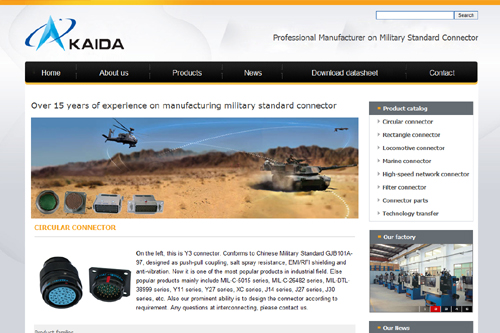 Search
KAIDA
Professional Manufacturer on Military Standard Connector
Home
About us
Products
News
Download datasheet
Contact
Over 15 years of experience on manufacturing military standard connector
Product catalog
Circular connector
Rectangle connector
Locomotive connector
Marine connector
High-speed network connector
Filter connector
Connector parts
Technology transfer
CIRCULAR CONNECTOR
Our factory
On the left, this is Y3 connector. Conforms to Chinese Military Standard GJB101A-
97, designed as push-pull coupling, salt spray resistance, EMI/RFI shielding and
anti-vibration. Now it is one of the most popular products in industrial field. Else
popular products mainly include MIL-C-5015 series, MIL-C-26482 series, MIL-DTL-
38999 series, Y11 series, Y27 series, XC series, J14 series, J27 series, J30
series, etc. Also our prominent ability is to design the connector according to
requirement. Any questions at interconnecting, please contact us.
Our News